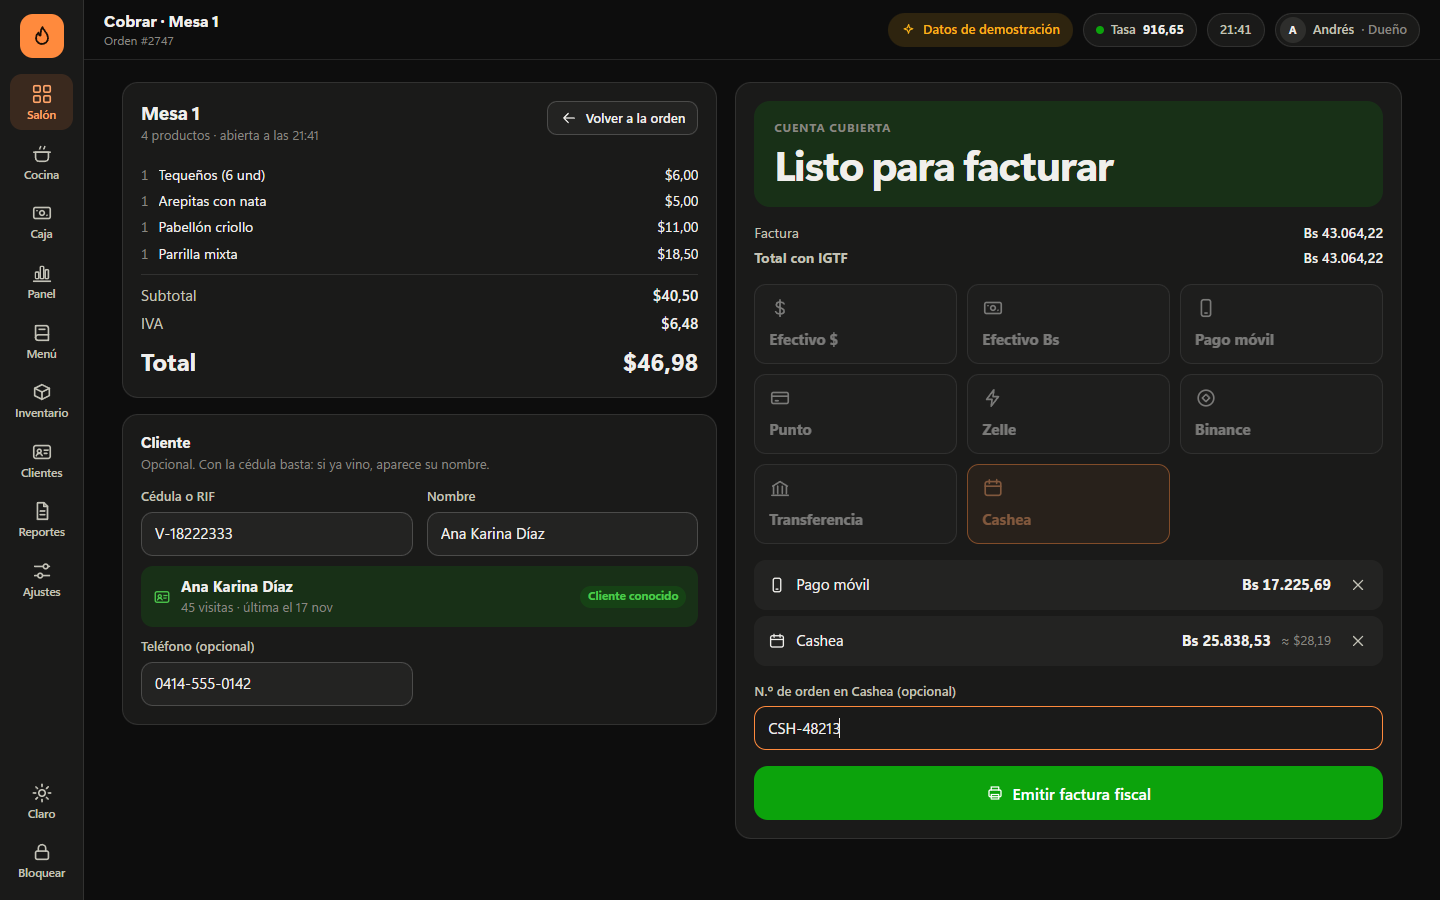 Cobrar · Mesa 1
Orden #2747
Datos de demostración
Tasa 916,65
21:41
A Andrés · Dueño
Salón
Cocina
Caja
Panel
Menú
Inventario
Clientes
Reportes
Ajustes
Claro
Bloquear
Mesa 1
4 productos · abierta a las 21:41
← Volver a la orden
1 Tequeños (6 und) $6,00
1 Arepitas con nata $5,00
1 Pabellón criollo $11,00
1 Parrilla mixta $18,50
Subtotal $40,50
IVA $6,48
Total $46,98
Cliente
Opcional. Con la cédula basta: si ya vino, aparece su nombre.
Cédula o RIF Nombre
V-18222333 Ana Karina Díaz
Ana Karina Díaz
45 visitas · última el 17 nov
Cliente conocido
Teléfono (opcional)
0414-555-0142
CUENTA CUBIERTA
Listo para facturar
Factura Bs 43.064,22
Total con IGTF Bs 43.064,22
Efectivo $ Efectivo Bs Pago móvil
Punto Zelle Binance
Transferencia Cashea
Pago móvil Bs 17.225,69 ×
Cashea Bs 25.838,53 ≈ $28,19 ×
N.º de orden en Cashea (opcional)
CSH-48213
Emitir factura fiscal